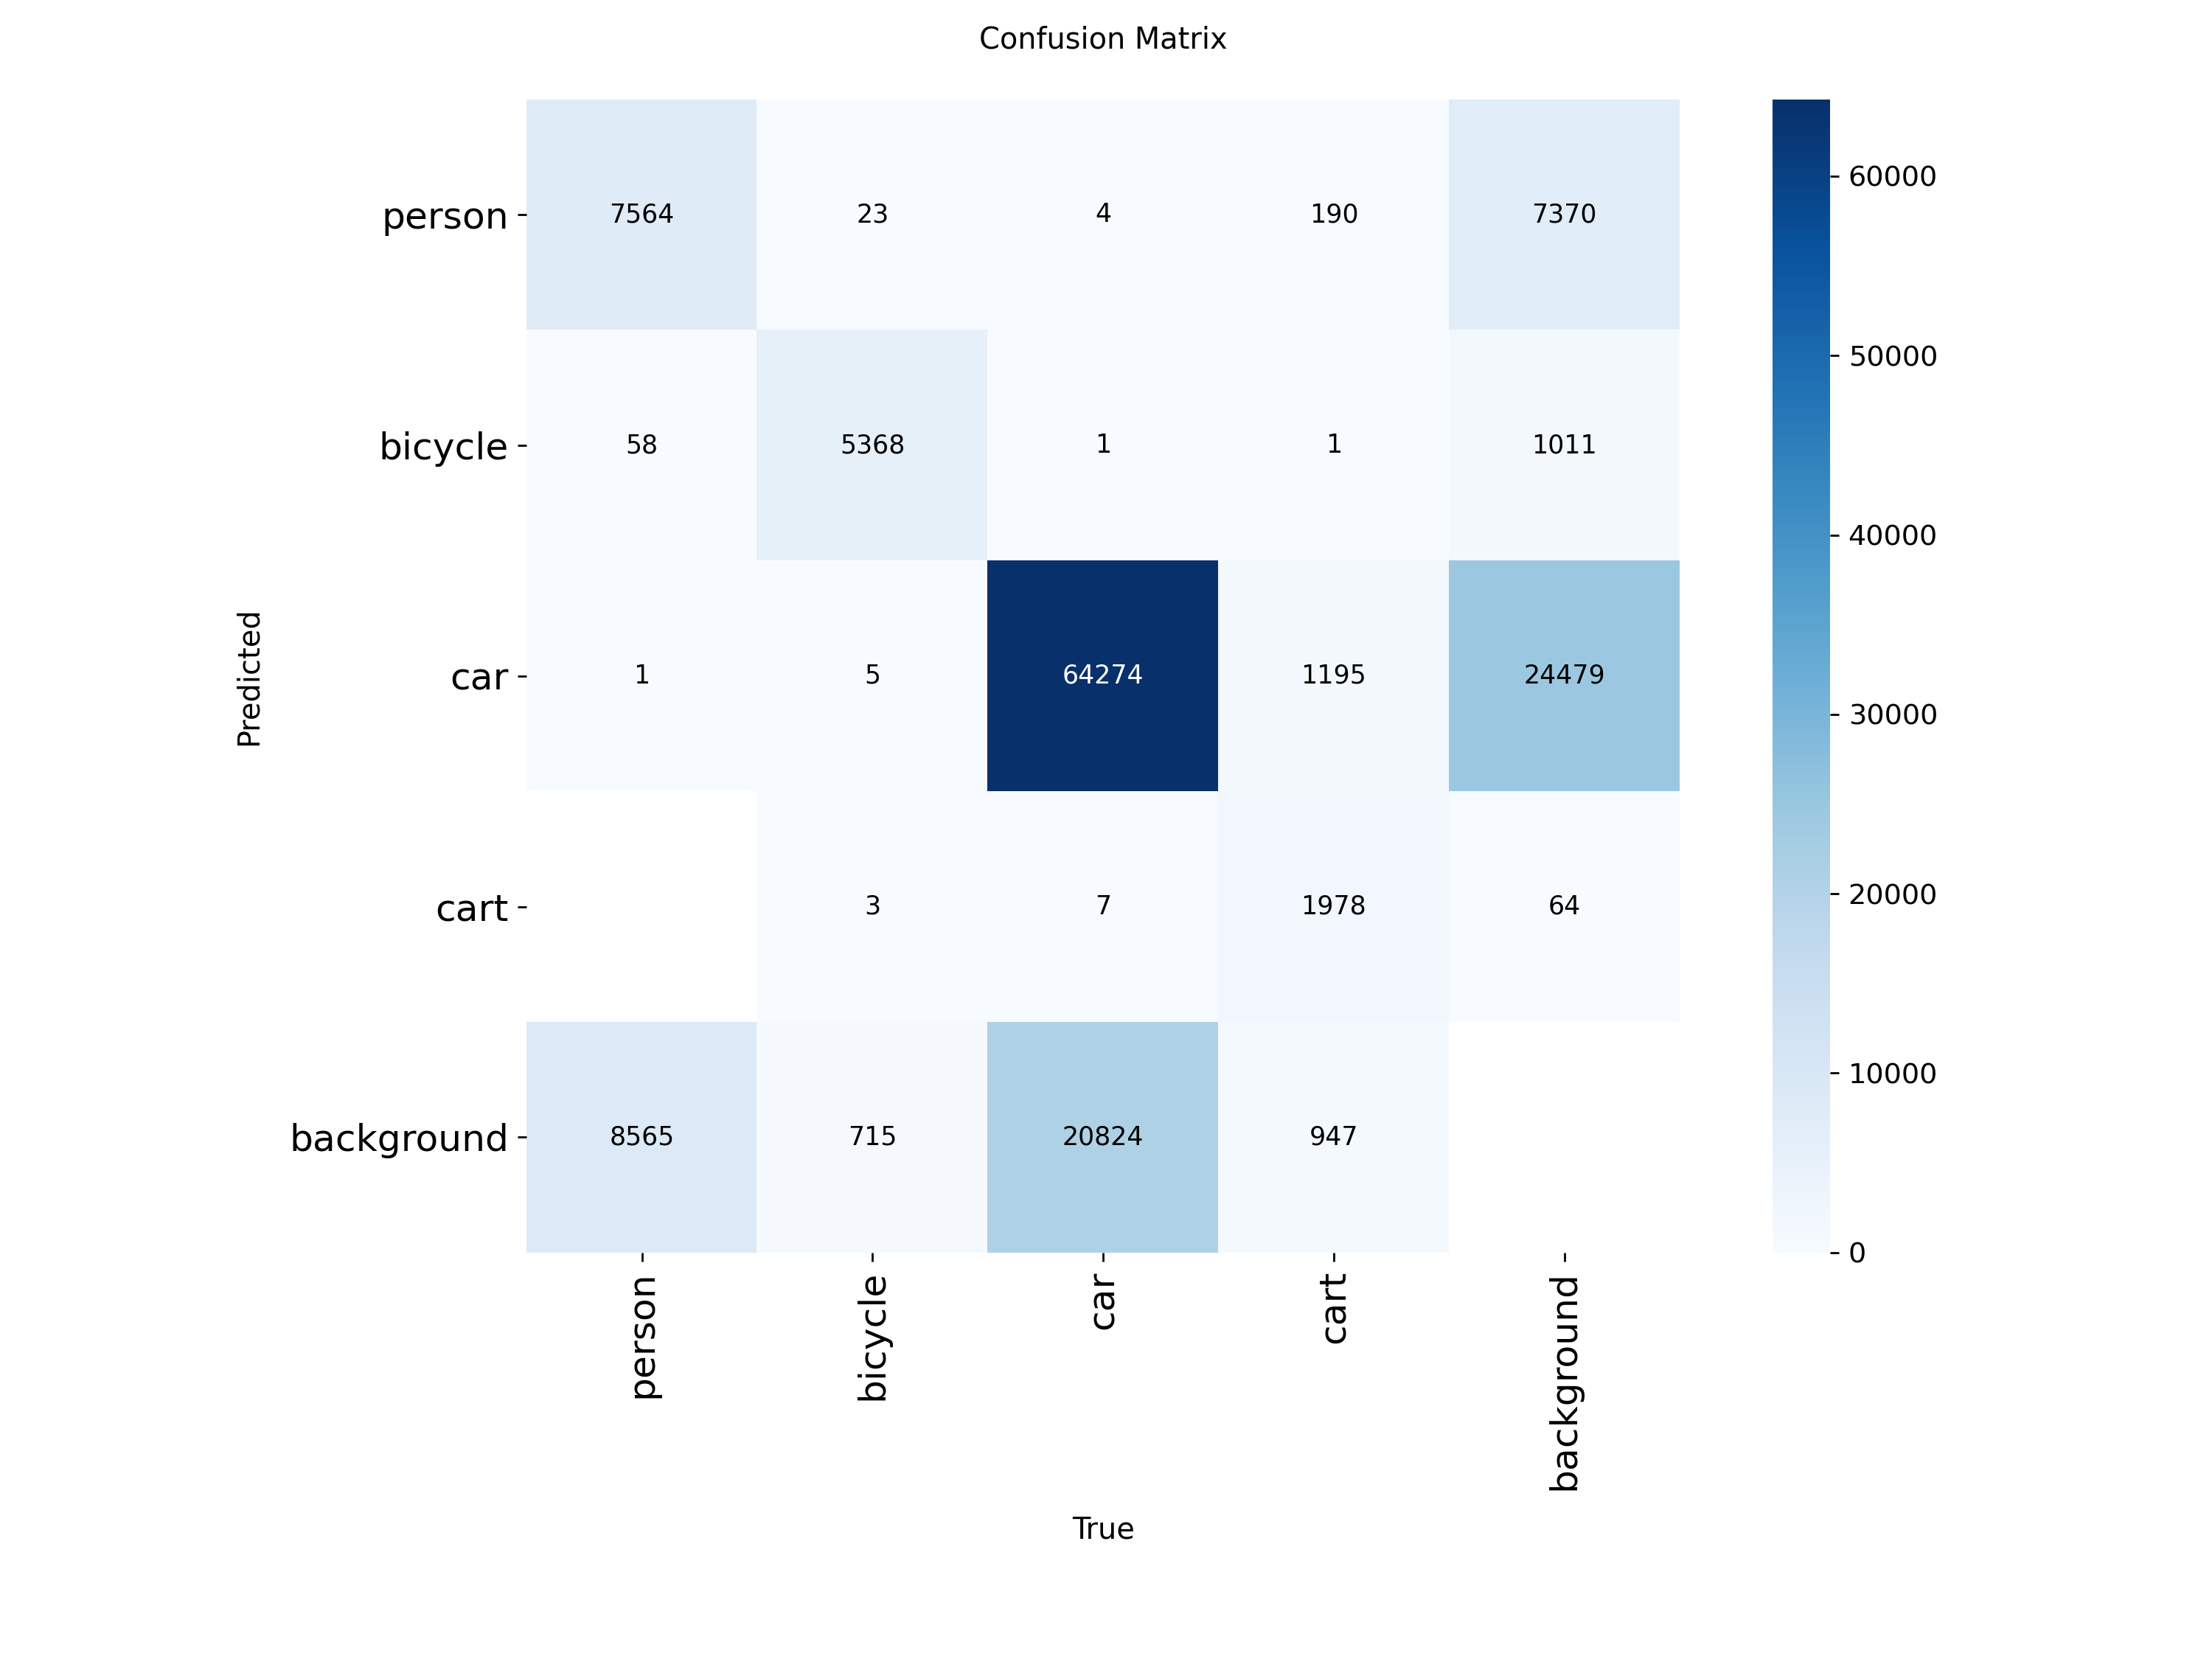 Confusion Matrix
person 7564 23 4 190 7370
bicycle 58 5368 1 1 1011
car 1 5 64274 1195 24479
cart 3 7 1978 64
background 8565 715 20824 947
Predicted
person bicycle car cart background
True
60000
50000
40000
30000
20000
10000
0